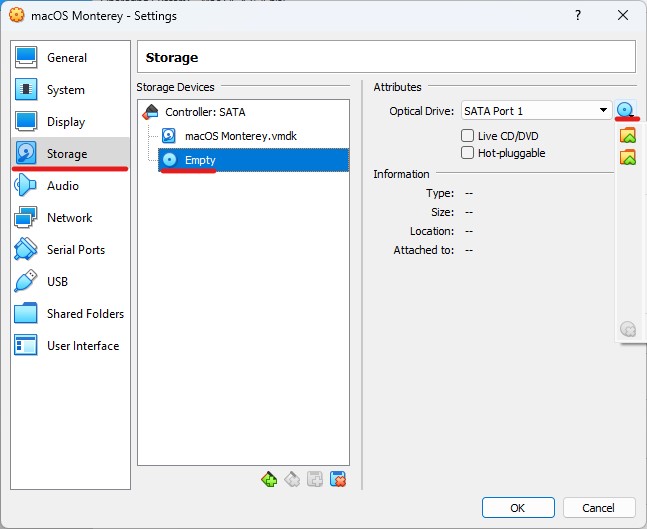 macOS Monterey - Settings
General
System
Display
Storage
Audio
Network
Serial Ports
USB
Shared Folders
User Interface
Storage
Storage Devices
Controller: SATA
macOS Monterey.vmdk
Empty
Attributes
Optical Drive: SATA Port 1
Live CD/DVD
Hot-pluggable
Information
Type: --
Size: --
Location: --
Attached to: --
OK
Cancel